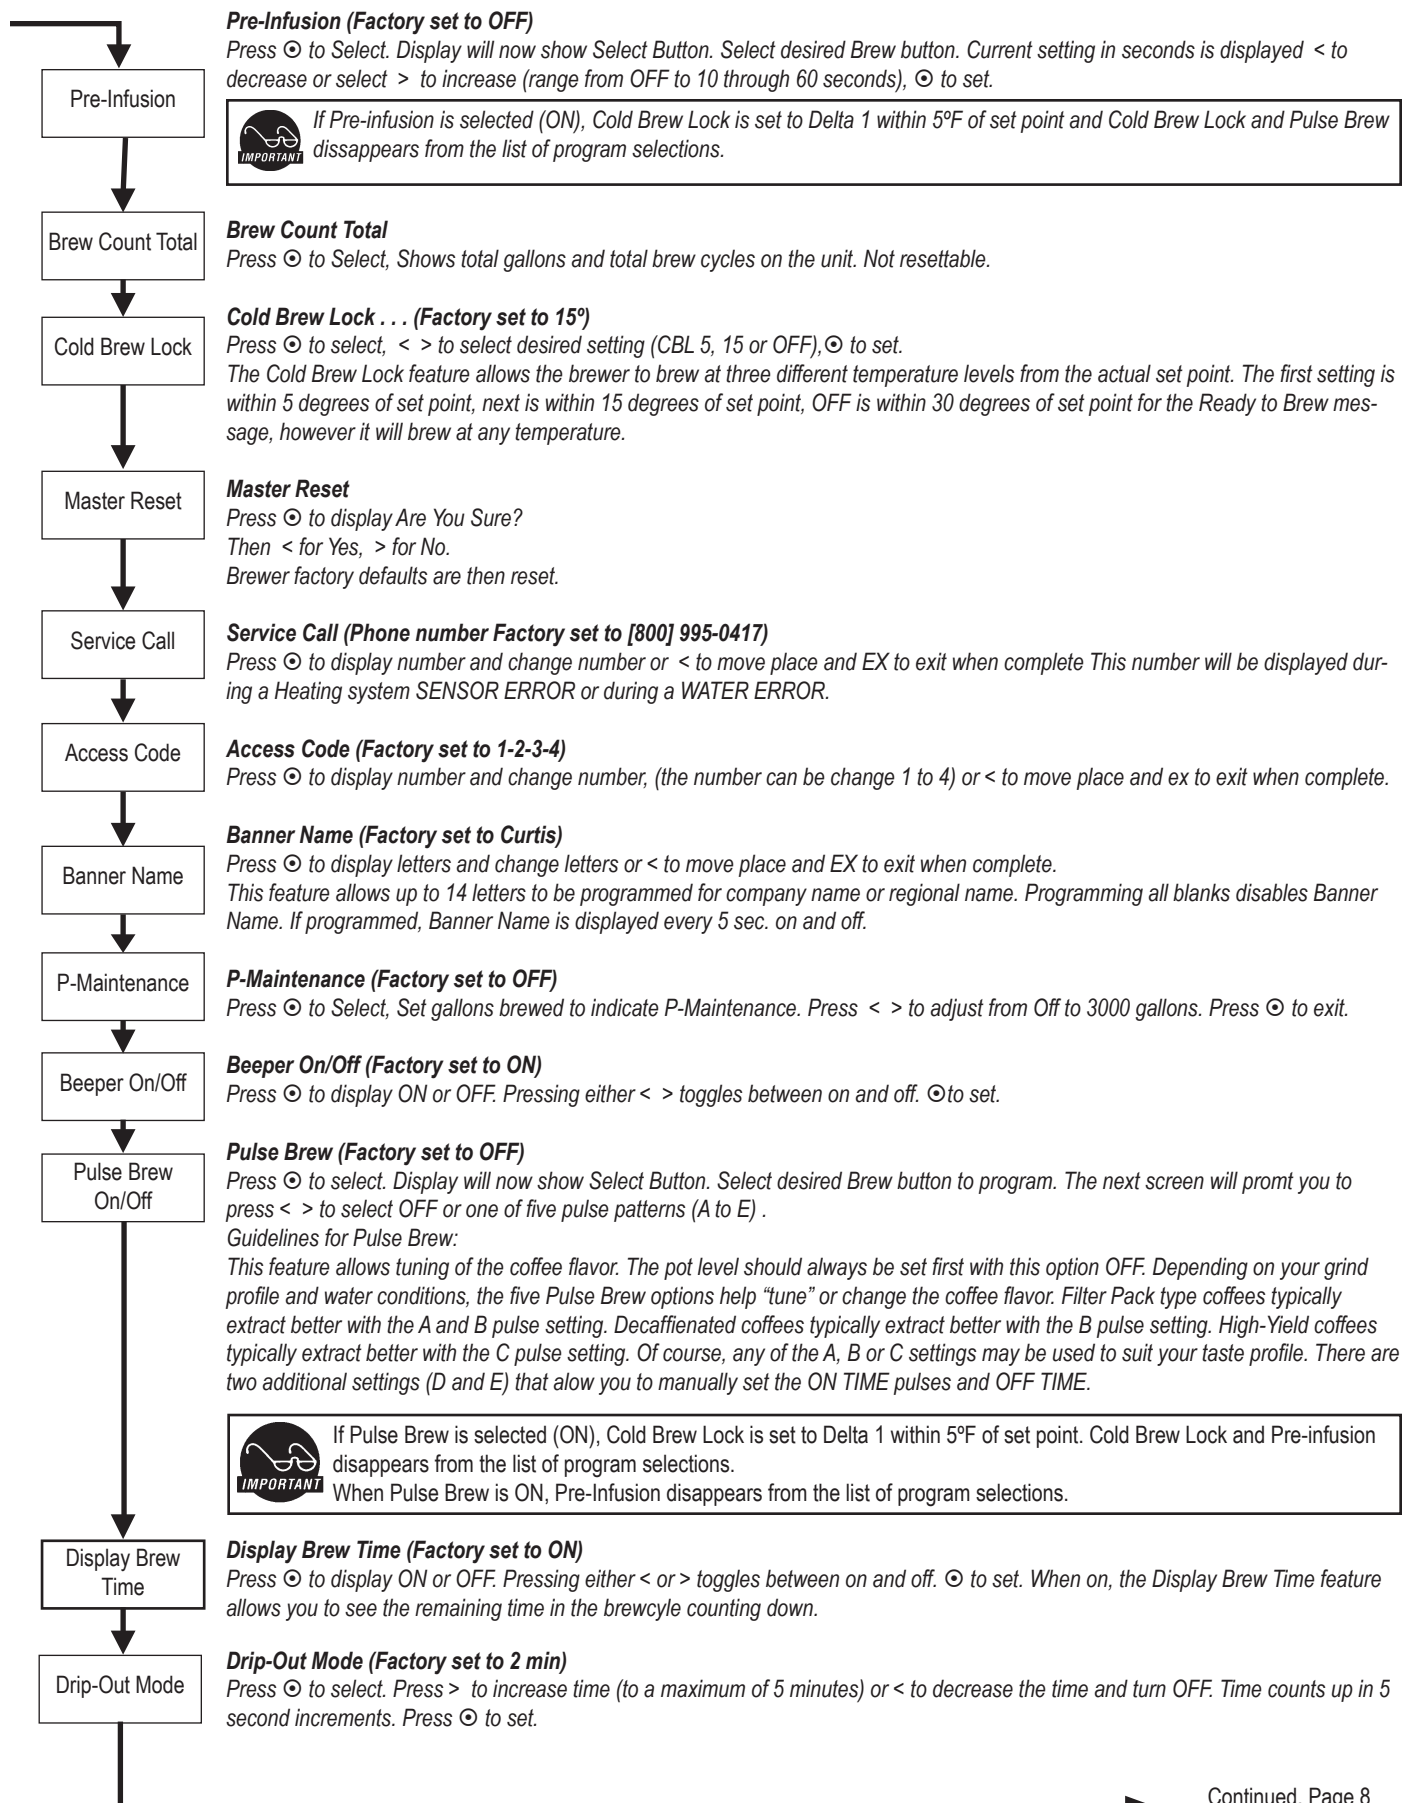 Pre-Infusion (Factory set to OFF)
Press ⊙ to Select. Display will now show Select Button. Select desired Brew button. Current setting in seconds is displayed < to
decrease or select > to increase (range from OFF to 10 through 60 seconds), ⊙ to set.
Pre-Infusion
IMPORTANT
If Pre-infusion is selected (ON), Cold Brew Lock is set to Delta 1 within 5ºF of set point and Cold Brew Lock and Pulse Brew
dissappears from the list of program selections.
Brew Count Total
Brew Count Total
Press ⊙ to Select, Shows total gallons and total brew cycles on the unit. Not resettable.
Cold Brew Lock
Cold Brew Lock . . . (Factory set to 15º)
Press ⊙ to select, < > to select desired setting (CBL 5, 15 or OFF),⊙ to set.
The Cold Brew Lock feature allows the brewer to brew at three different temperature levels from the actual set point. The first setting is
within 5 degrees of set point, next is within 15 degrees of set point, OFF is within 30 degrees of set point for the Ready to Brew mes-
sage, however it will brew at any temperature.
Master Reset
Master Reset
Press ⊙ to display Are You Sure?
Then < for Yes, > for No.
Brewer factory defaults are then reset.
Service Call
Service Call (Phone number Factory set to [800] 995-0417)
Press ⊙ to display number and change number or < to move place and EX to exit when complete This number will be displayed dur-
ing a Heating system SENSOR ERROR or during a WATER ERROR.
Access Code
Access Code (Factory set to 1-2-3-4)
Press ⊙ to display number and change number, (the number can be change 1 to 4) or < to move place and ex to exit when complete.
Banner Name
Banner Name (Factory set to Curtis)
Press ⊙ to display letters and change letters or < to move place and EX to exit when complete.
This feature allows up to 14 letters to be programmed for company name or regional name. Programming all blanks disables Banner
Name. If programmed, Banner Name is displayed every 5 sec. on and off.
P-Maintenance
P-Maintenance (Factory set to OFF)
Press ⊙ to Select, Set gallons brewed to indicate P-Maintenance. Press < > to adjust from Off to 3000 gallons. Press ⊙ to exit.
Beeper On/Off
Beeper On/Off (Factory set to ON)
Press ⊙ to display ON or OFF. Pressing either < > toggles between on and off. ⊙to set.
Pulse Brew
On/Off
Pulse Brew (Factory set to OFF)
Press ⊙ to select. Display will now show Select Button. Select desired Brew button to program. The next screen will promt you to
press < > to select OFF or one of five pulse patterns (A to E) .
Guidelines for Pulse Brew:
This feature allows tuning of the coffee flavor. The pot level should always be set first with this option OFF. Depending on your grind
profile and water conditions, the five Pulse Brew options help “tune” or change the coffee flavor. Filter Pack type coffees typically
extract better with the A and B pulse setting. Decaffienated coffees typically extract better with the B pulse setting. High-Yield coffees
typically extract better with the C pulse setting. Of course, any of the A, B or C settings may be used to suit your taste profile. There are
two additional settings (D and E) that alow you to manually set the ON TIME pulses and OFF TIME.
IMPORTANT
If Pulse Brew is selected (ON), Cold Brew Lock is set to Delta 1 within 5ºF of set point. Cold Brew Lock and Pre-infusion
disappears from the list of program selections.
When Pulse Brew is ON, Pre-Infusion disappears from the list of program selections.
Display Brew
Time
Display Brew Time (Factory set to ON)
Press ⊙ to display ON or OFF. Pressing either < or > toggles between on and off. ⊙ to set. When on, the Display Brew Time feature
allows you to see the remaining time in the brewcyle counting down.
Drip-Out Mode
Drip-Out Mode (Factory set to 2 min)
Press ⊙ to select. Press > to increase time (to a maximum of 5 minutes) or < to decrease the time and turn OFF. Time counts up in 5
second increments. Press ⊙ to set.
Continued, Page 8